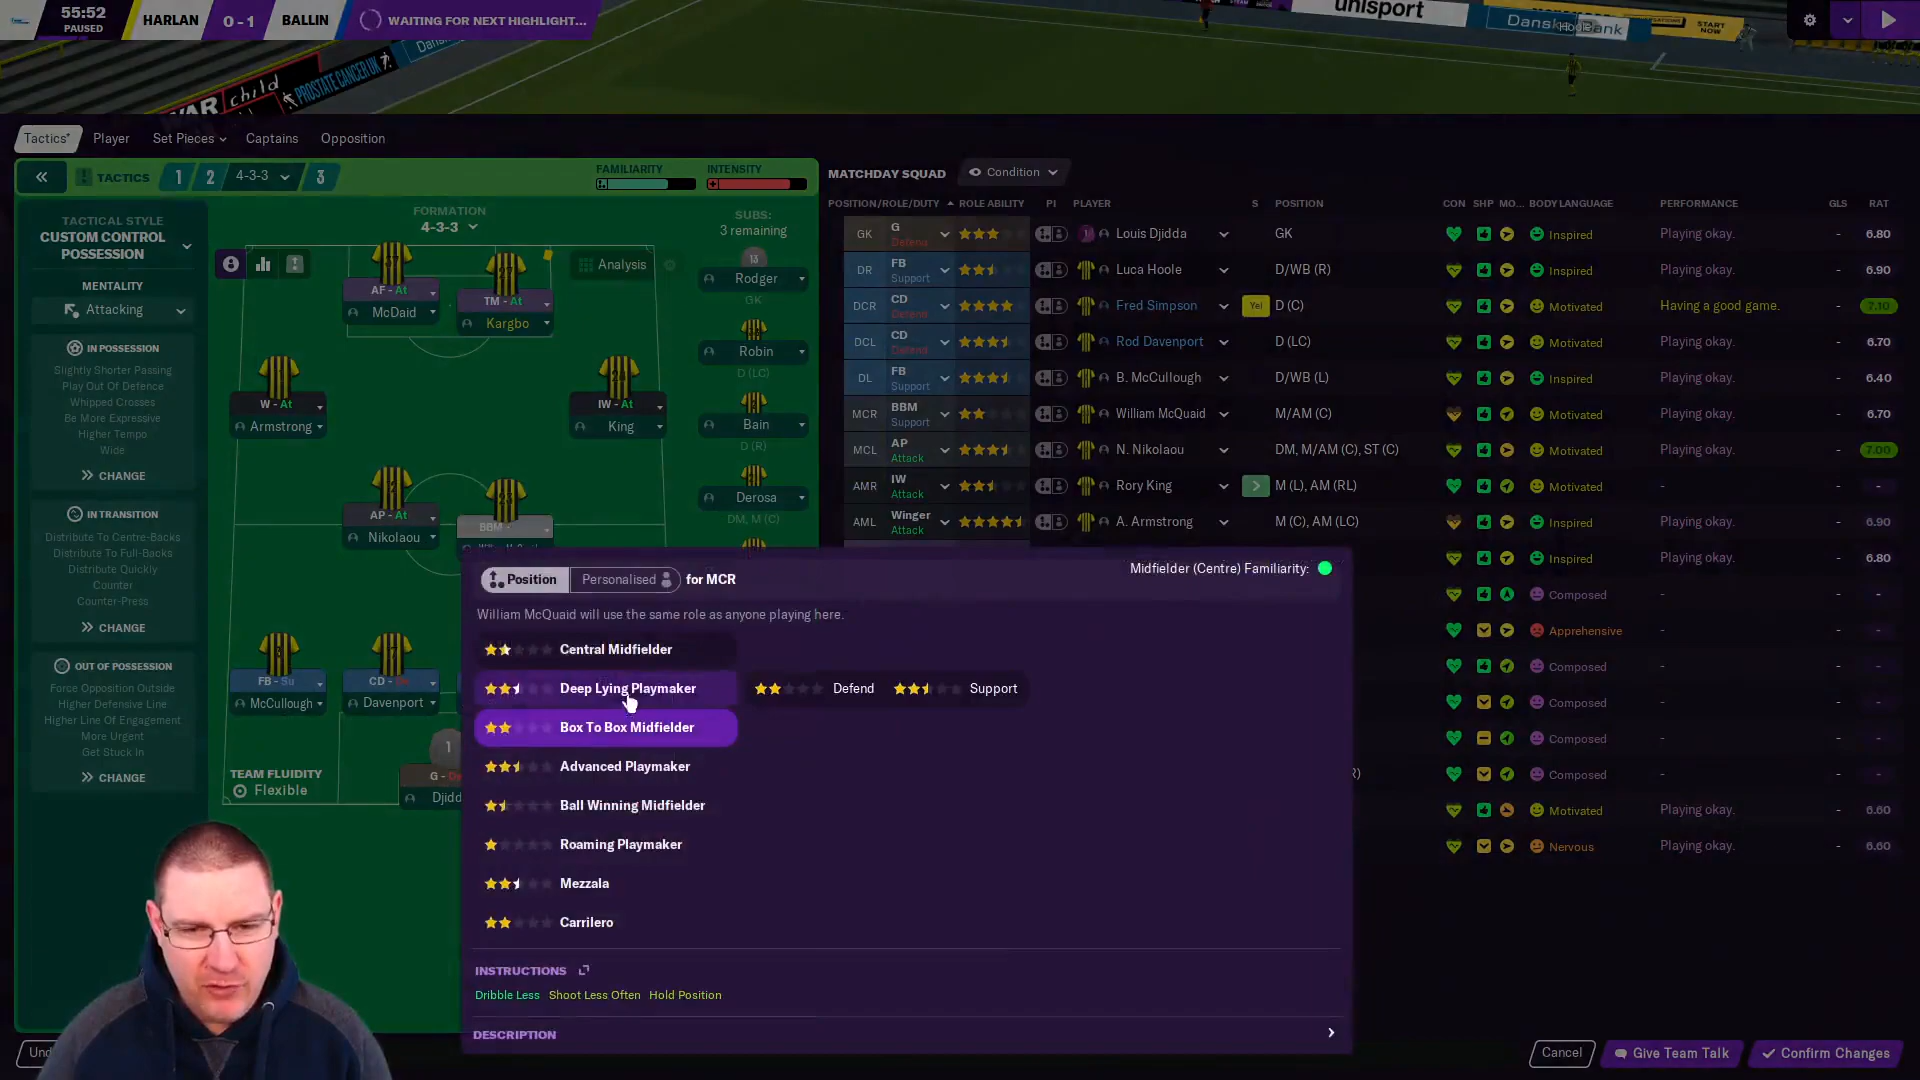 55:52
PAUSED
HARLAN 0 - 1 BALLIN
WAITING FOR NEXT HIGHLIGHT...
WAR child
PROSTATE CANCER UK
unisport
START NOW
Hoole
Tactics* Player Set Pieces Captains Opposition
TACTICS 1 2 4-3-3 3
FAMILIARITY INTENSITY
TACTICAL STYLE
CUSTOM CONTROL
POSSESSION
MENTALITY
Attacking
IN POSSESSION
Slightly Shorter Passing
Play Out Of Defence
Whipped Crosses
Be More Expressive
Higher Tempo
Wide
CHANGE
IN TRANSITION
Distribute To Centre-Backs
Distribute To Full-Backs
Distribute Quickly
Counter
Counter-Press
CHANGE
OUT OF POSSESSION
Force Opposition Outside
Higher Defensive Line
Higher Line Of Engagement
More Urgent
Get Stuck In
CHANGE
FORMATION
4-3-3
Analysis
AF - At
McDaid
TM - At
Kargbo
W - At
Armstrong
IW - At
King
AP - At
Nikolaou
BBM -
FB - Su
McCullough
CD -
Davenport
1
G - De
Djidd
TEAM FLUIDITY
Flexible
SUBS:
3 remaining
13
Rodger
GK
Robin
D (LC)
Bain
D (R)
Derosa
DM, M (C)
MATCHDAY SQUAD Condition
POSITION/ROLE/DUTY ROLE ABILITY PI PLAYER S POSITION CON SHP MO... BODY LANGUAGE PERFORMANCE GLS RAT
GK G Defend Louis Djidda GK Inspired Playing okay. - 6.80
DR FB Support Luca Hoole D/WB (R) Inspired Playing okay. - 6.90
DCR CD Defend Fred Simpson Yel D (C) Motivated Having a good game. - 7.10
DCL CD Defend Rod Davenport D (LC) Motivated Playing okay. - 6.70
DL FB Support B. McCullough D/WB (L) Motivated Playing okay. - 6.40
MCR BBM Support William McQuaid M/AM (C) Motivated Playing okay. - 6.70
MCL AP Attack N. Nikolaou DM, M/AM (C), ST (C) Motivated Playing okay. - 7.00
AMR IW Attack Rory King M (L), AM (RL) Motivated - - -
AML Winger Attack A. Armstrong M (C), AM (LC) Inspired Playing okay. - 6.90
Inspired Playing okay. - 6.80
Composed - - -
Apprehensive - - -
Composed - - -
Composed - - -
Composed - - -
R) Composed - - -
Motivated Playing okay. - 6.60
Nervous Playing okay. - 6.60
Position Personalised for MCR
Midfielder (Centre) Familiarity:
William McQuaid will use the same role as anyone playing here.
Central Midfielder
Deep Lying Playmaker Defend Support
Box To Box Midfielder
Advanced Playmaker
Ball Winning Midfielder
Roaming Playmaker
Mezzala
Carrilero
INSTRUCTIONS
Dribble Less Shoot Less Often Hold Position
DESCRIPTION
Und
Cancel Give Team Talk Confirm Changes